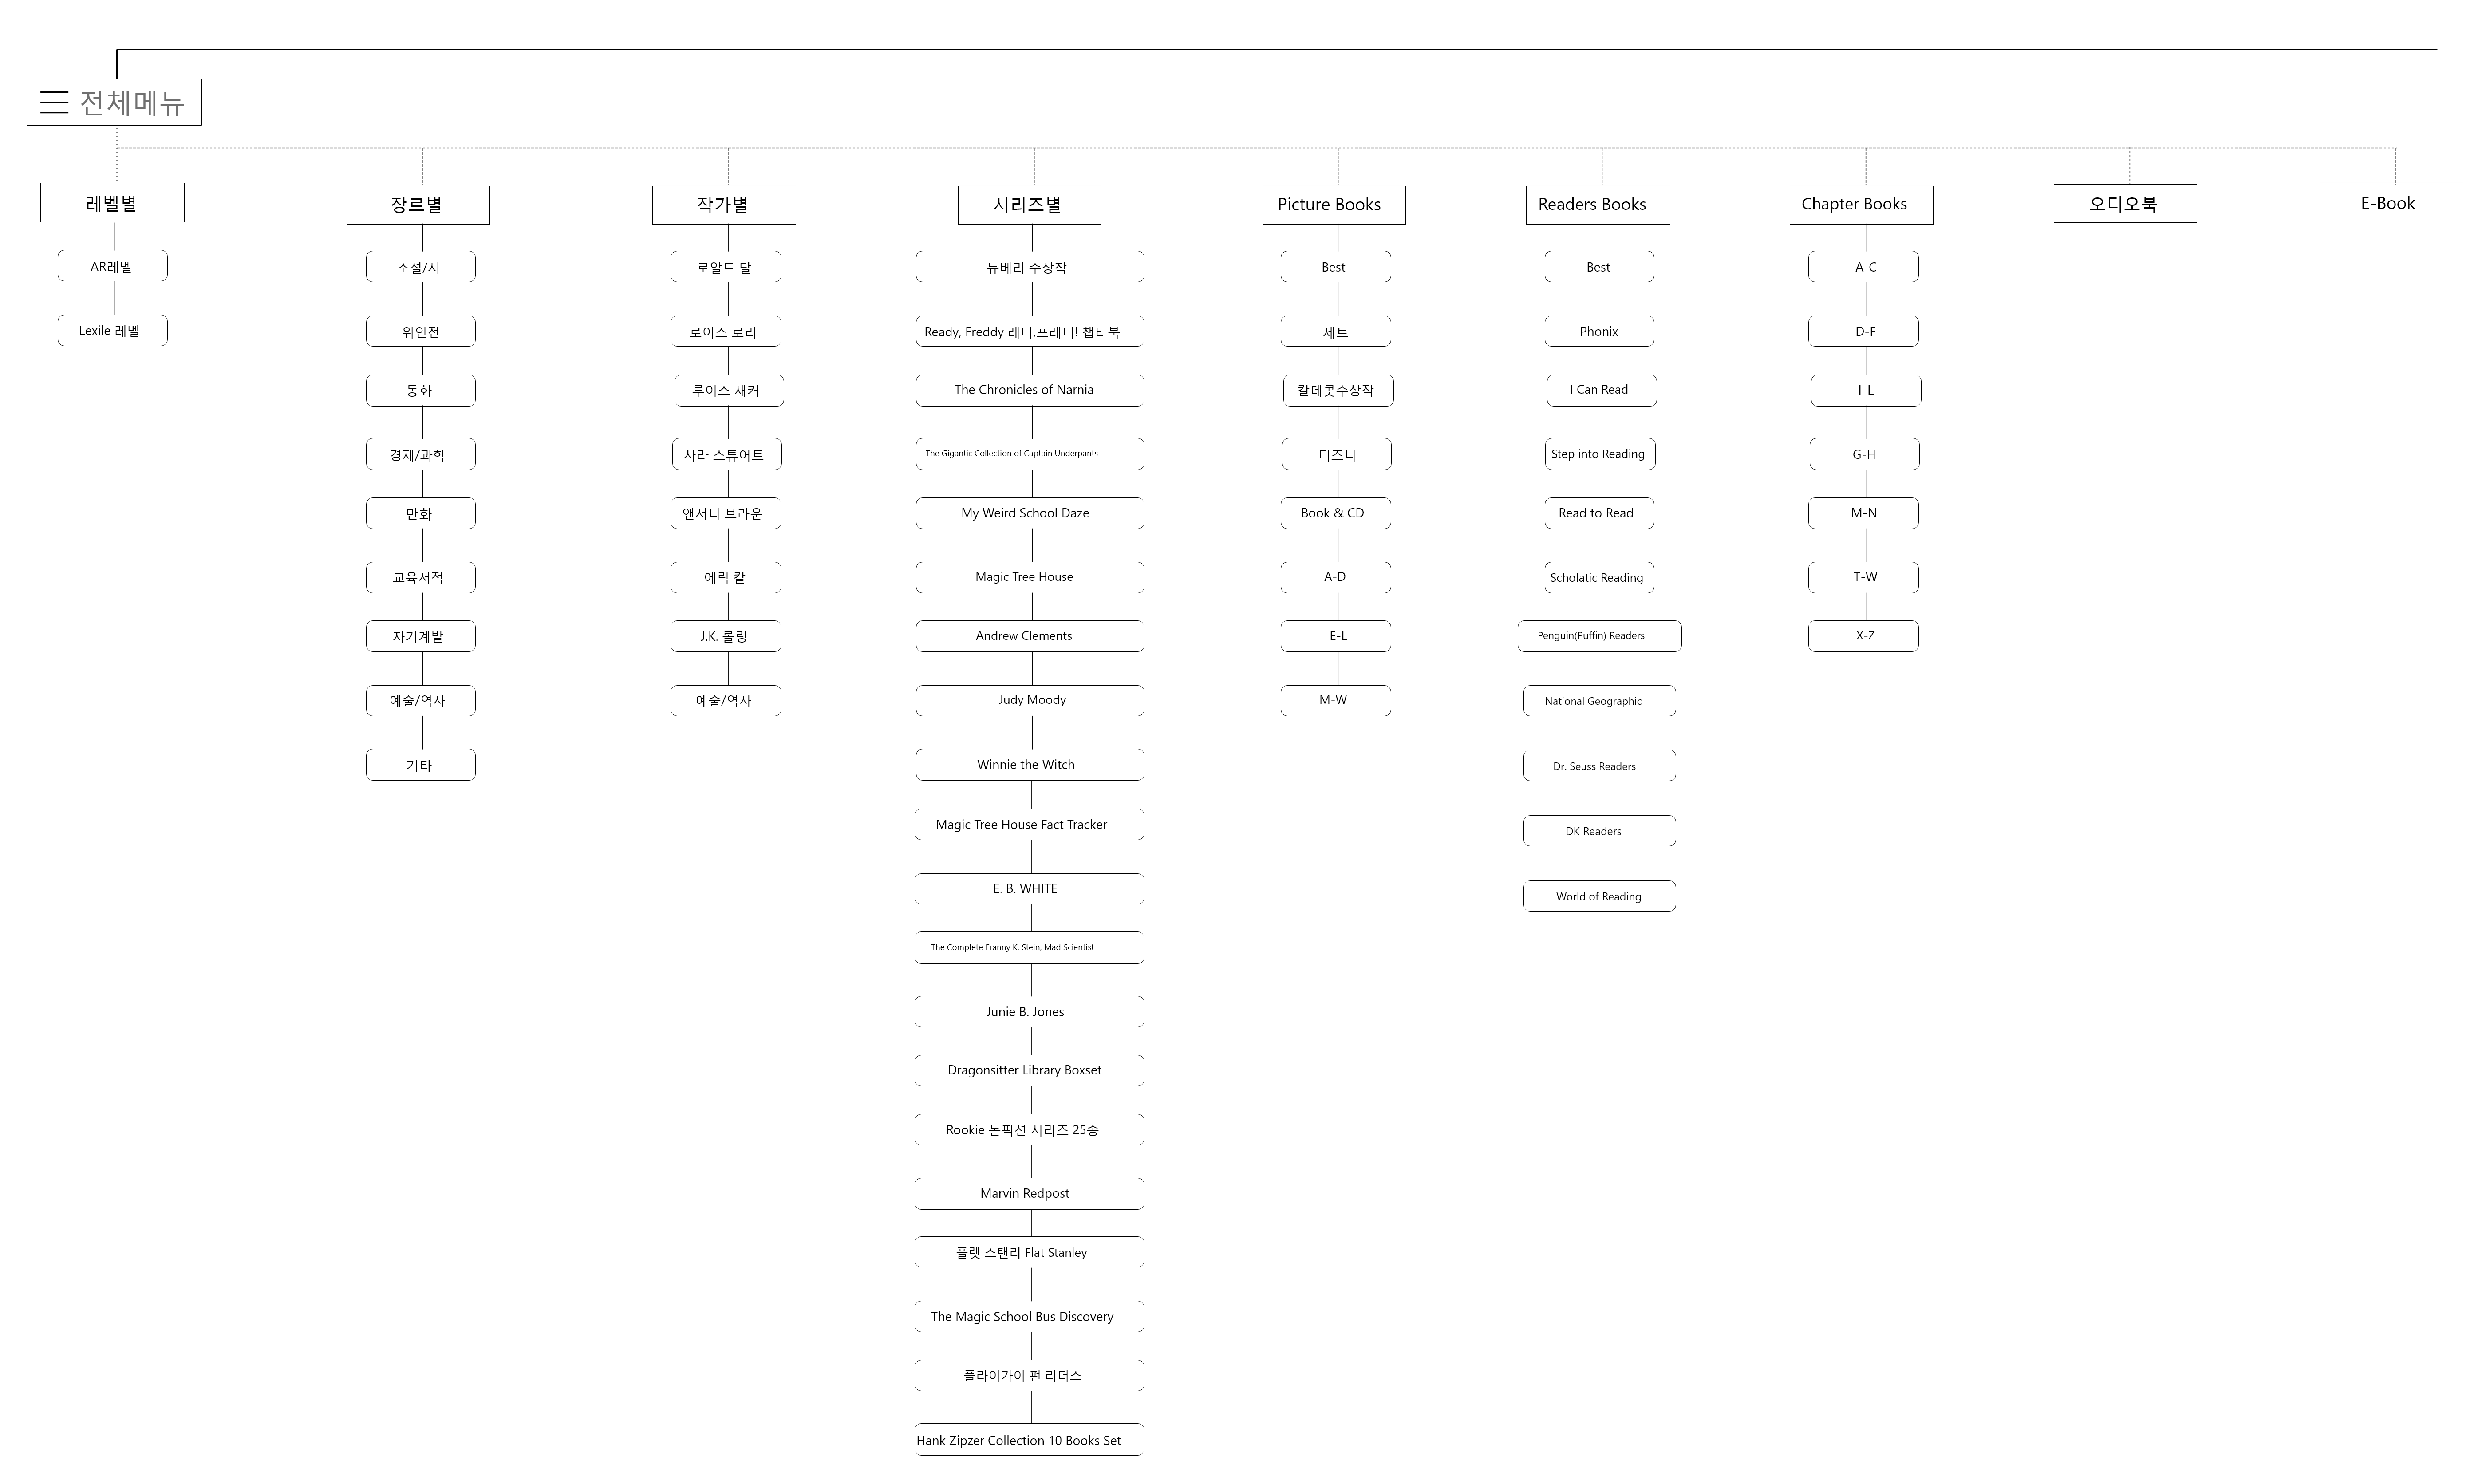 전체메뉴
레벨별
AR레벨
Lexile 레벨
장르별
소설/시
위인전
동화
경제/과학
만화
교육서적
자기계발
예술/역사
기타
작가별
로알드 달
로이스 로리
루이스 새커
사라 스튜어트
앤서니 브라운
에릭 칼
J.K. 롤링
예술/역사
시리즈별
뉴베리 수상작
Ready, Freddy 레디,프레디! 챕터북
The Chronicles of Narnia
The Gigantic Collection of Captain Underpants
My Weird School Daze
Magic Tree House
Andrew Clements
Judy Moody
Winnie the Witch
Magic Tree House Fact Tracker
E. B. WHITE
The Complete Franny K. Stein, Mad Scientist
Junie B. Jones
Dragonsitter Library Boxset
Rookie 논픽션 시리즈 25종
Marvin Redpost
플랫 스탠리 Flat Stanley
The Magic School Bus Discovery
플라이가이 펀 리더스
Hank Zipzer Collection 10 Books Set
Picture Books
Best
세트
칼데콧수상작
디즈니
Book & CD
A-D
E-L
M-W
Readers Books
Best
Phonix
I Can Read
Step into Reading
Read to Read
Scholatic Reading
Penguin(Puffin) Readers
National Geographic
Dr. Seuss Readers
DK Readers
World of Reading
Chapter Books
A-C
D-F
I-L
G-H
M-N
T-W
X-Z
오디오북
E-Book